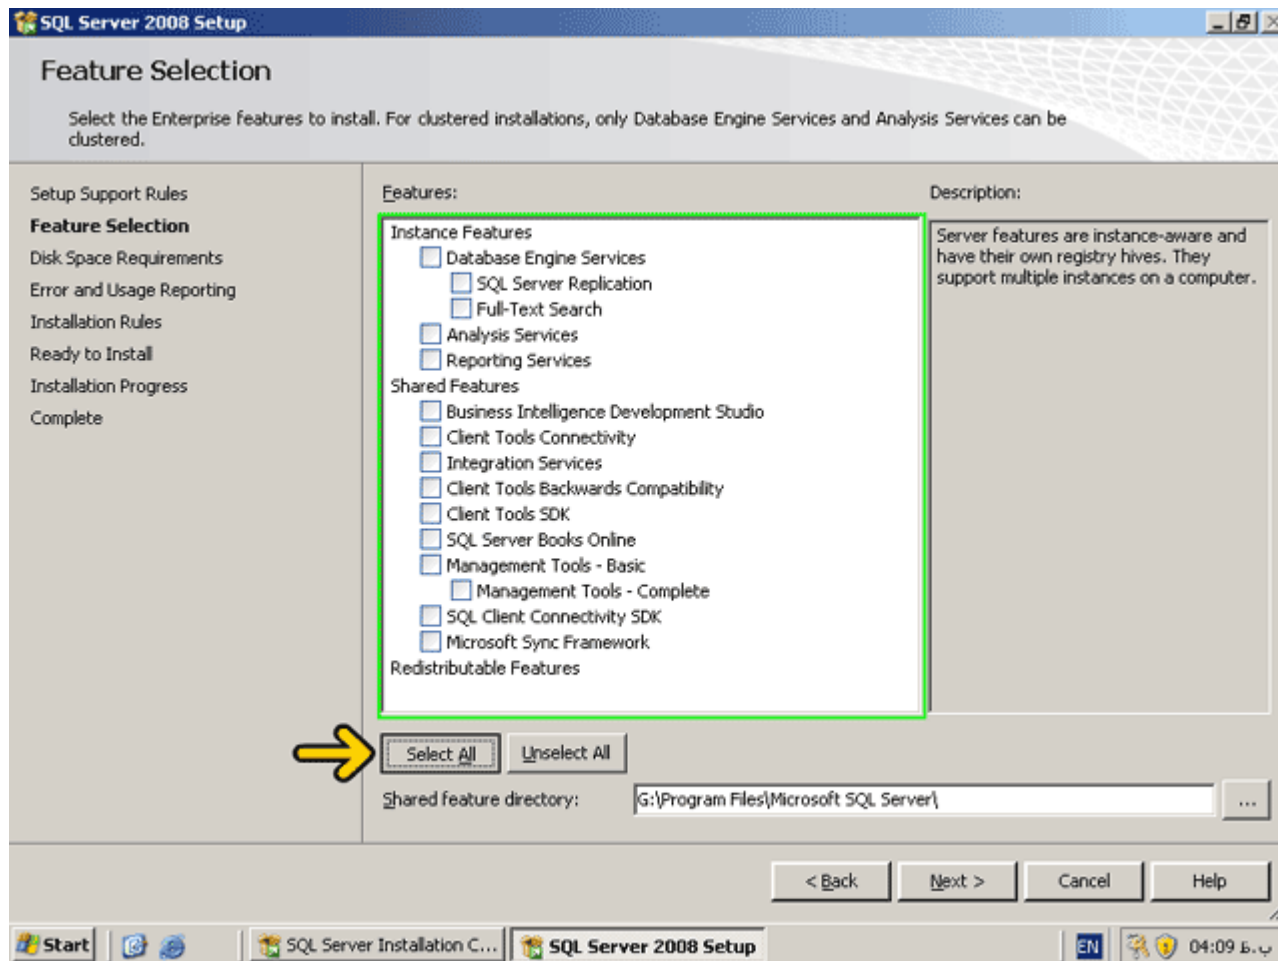 SQL Server 2008 Setup
Feature Selection
Select the Enterprise features to install. For clustered installations, only Database Engine Services and Analysis Services can be
clustered.
Setup Support Rules
Feature Selection
Disk Space Requirements
Error and Usage Reporting
Installation Rules
Ready to Install
Installation Progress
Complete
Features:
Instance Features
Database Engine Services
SQL Server Replication
Full-Text Search
Analysis Services
Reporting Services
Shared Features
Business Intelligence Development Studio
Client Tools Connectivity
Integration Services
Client Tools Backwards Compatibility
Client Tools SDK
SQL Server Books Online
Management Tools - Basic
Management Tools - Complete
SQL Client Connectivity SDK
Microsoft Sync Framework
Redistributable Features
Description:
Server features are instance-aware and
have their own registry hives. They
support multiple instances on a computer.
Select All
Unselect All
Shared feature directory:
G:\Program Files\Microsoft SQL Server\
...
< Back
Next >
Cancel
Help
Start
SQL Server Installation C...
SQL Server 2008 Setup
EN
04:09 ب.ظ